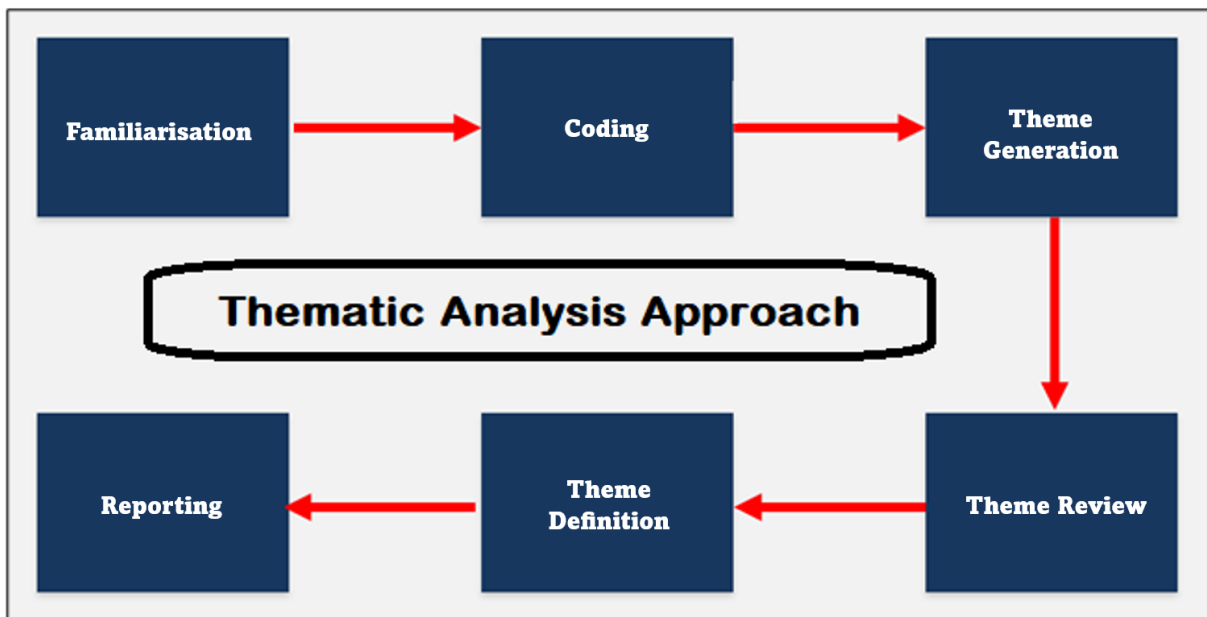 Familiarisation
Coding
Theme
Generation
Thematic Analysis Approach
Theme Review
Theme
Definition
Reporting